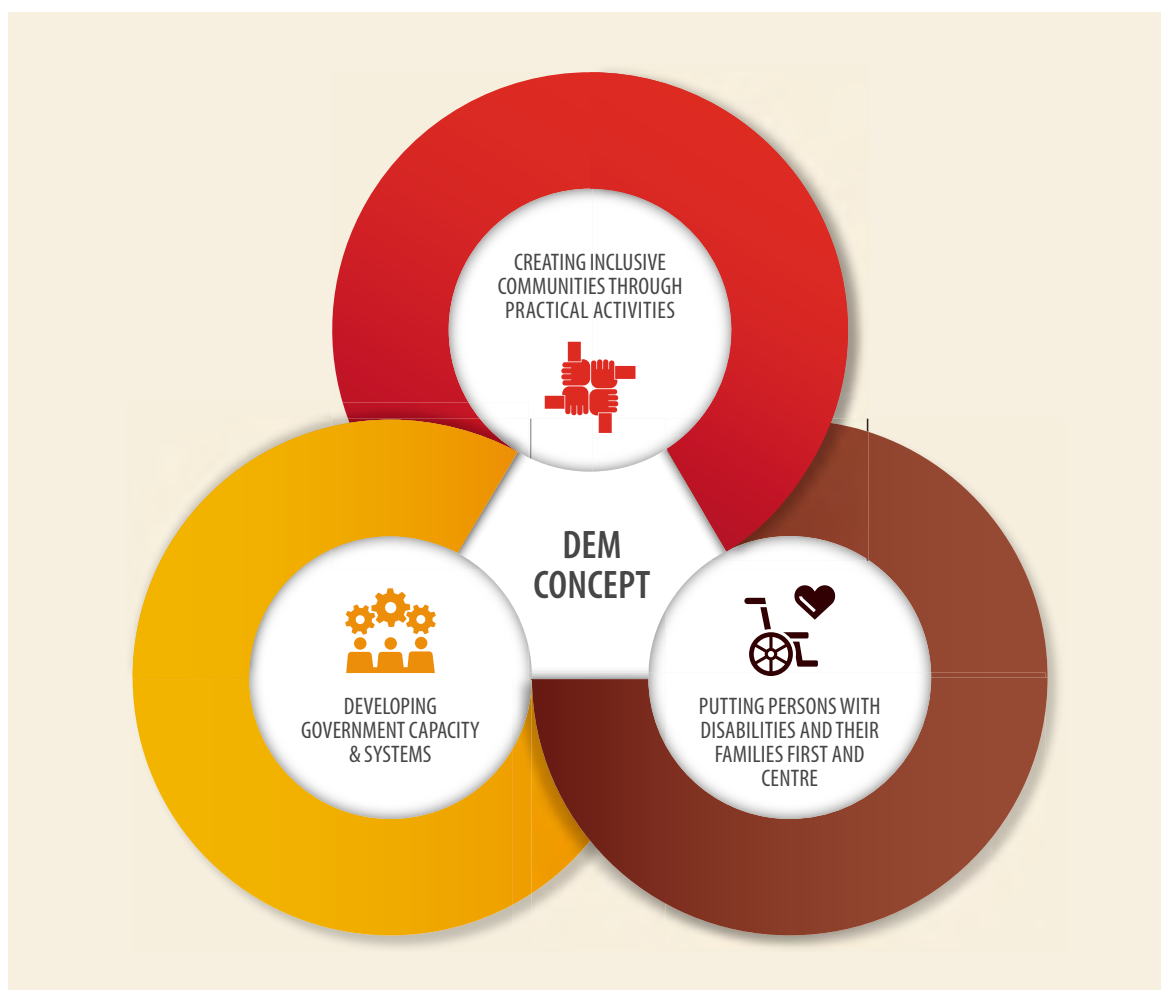 CREATING INCLUSIVE
COMMUNITIES THROUGH
PRACTICAL ACTIVITIES
DEM
CONCEPT
DEVELOPING
GOVERNMENT CAPACITY
& SYSTEMS
PUTTING PERSONS WITH
DISABILITIES AND THEIR
FAMILIES FIRST AND
CENTRE